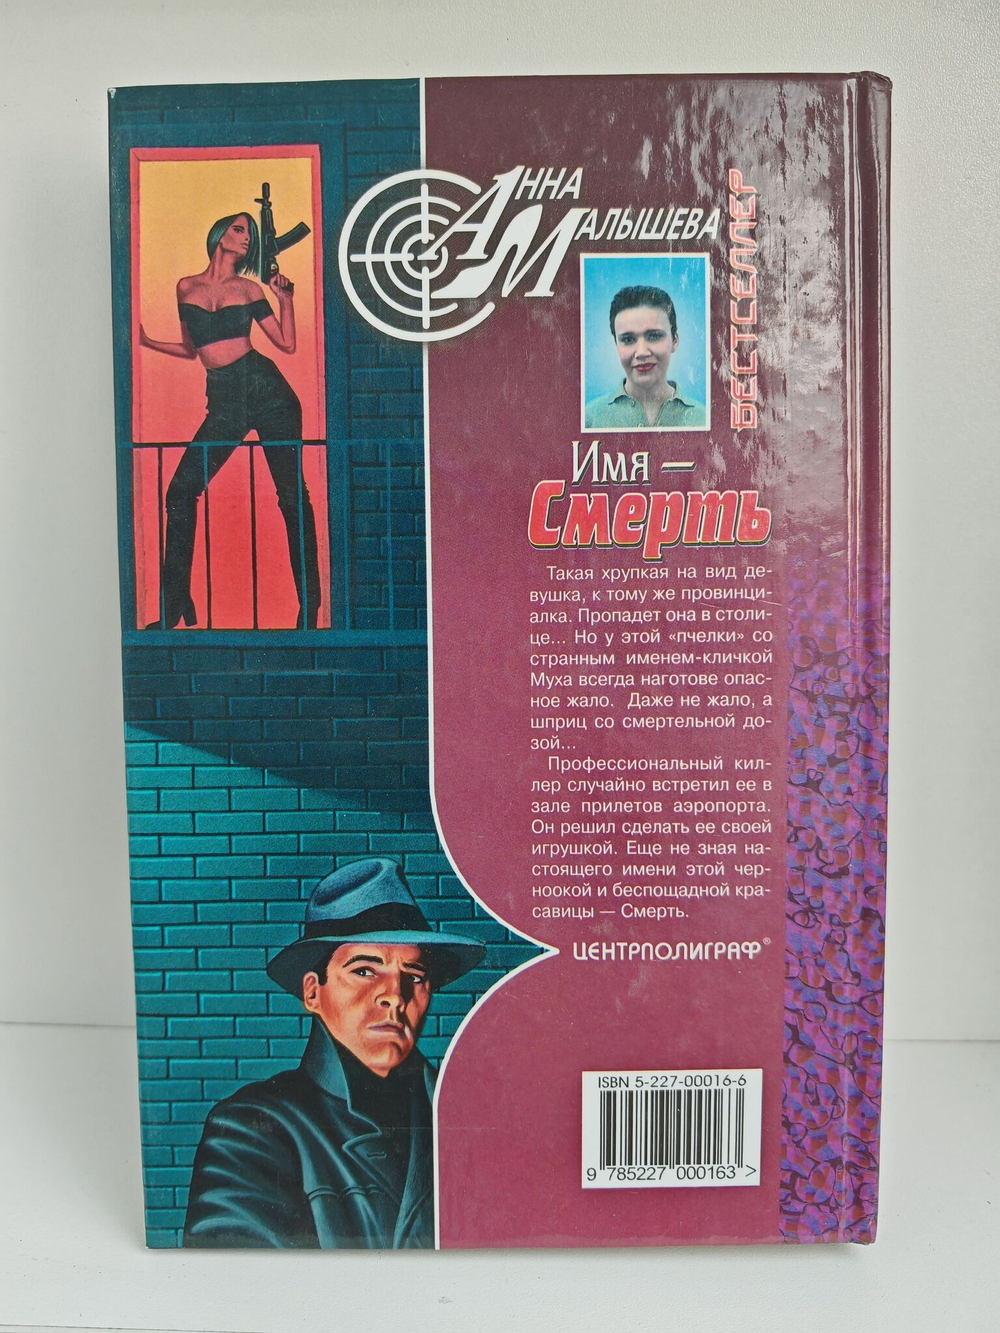 Анна
Малышева
БЕСТСЕЛЛЕР
Имя —
Смерть
Такая хрупкая на вид де-
вушка, к тому же провинци-
алка. Пропадет она в столи-
це... Но у этой «пчелки» со
странным именем-кличкой
Муха всегда наготове опас-
ное жало. Даже не жало, а
шприц со смертельной до-
зой...
Профессиональный кил-
лер случайно встретил ее в
зале прилетов аэропорта.
Он решил сделать ее своей
игрушкой. Еще не зная на-
стоящего имени этой чер-
ноокой и беспощадной кра-
савицы — Смерть.
ЦЕНТРПОЛИГРАФ®
ISBN 5-227-00016-6
9 785227 000163 >